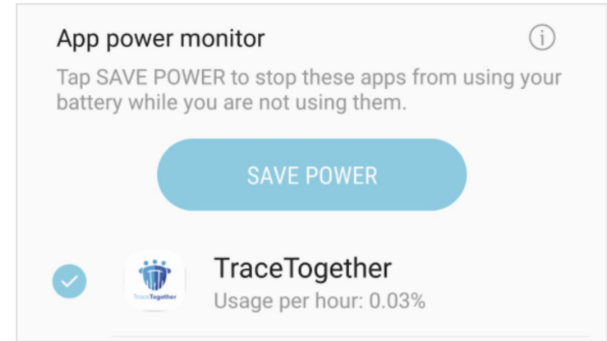 App power monitor
Tap SAVE POWER to stop these apps from using your
battery while you are not using them.
SAVE POWER
TraceTogether
TraceTogether
Usage per hour: 0.03%